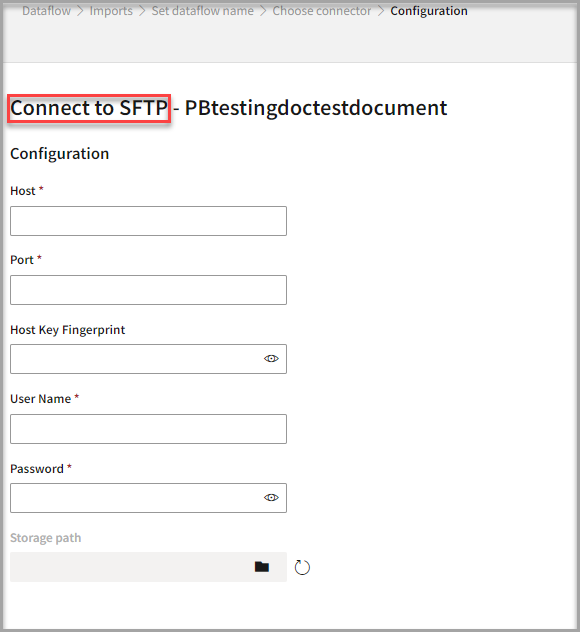 Dataflow > Imports > Set dataflow name > Choose connector > Configuration
Connect to SFTP - PBtestingdoctestdocument
Configuration
Host *
Port *
Host Key Fingerprint
User Name *
Password *
Storage path